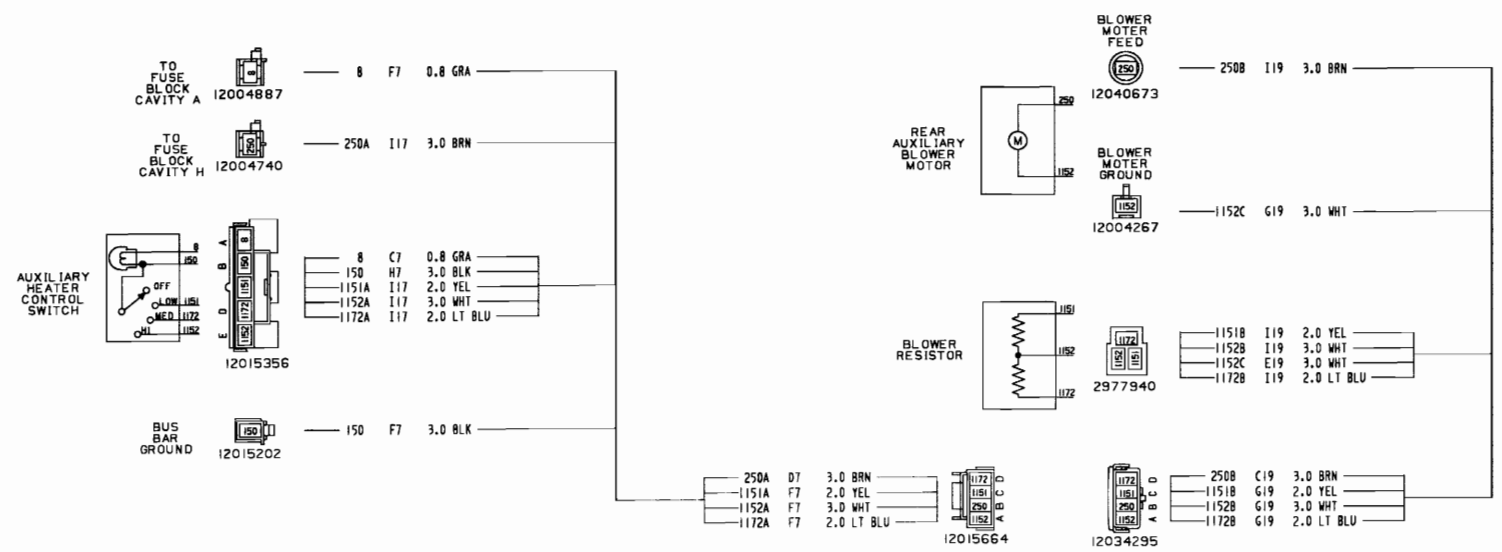 TO
FUSE
BLOCK
CAVITY A
8
12004887
8 F7 0.8 GRA
TO
FUSE
BLOCK
CAVITY H
250
12004740
250A I17 3.0 BRN
AUXILIARY
HEATER
CONTROL
SWITCH
8
150
OFF
LOW 1151
MED 1172
HI 1152
A 8
B 150
1151
D 1172
E 1152
12015356
8 C7 0.8 GRA
150 H7 3.0 BLK
1151A I17 2.0 YEL
1152A I17 3.0 WHT
1172A I17 2.0 LT BLU
BUS
BAR
GROUND
150
12015202
150 F7 3.0 BLK
250A D7 3.0 BRN
1151A F7 2.0 YEL
1152A F7 3.0 WHT
1172A F7 2.0 LT BLU
1172 D
1151 C
250 B
1152 A
12015664
BLOWER
MOTER
FEED
250
12040673
250B I19 3.0 BRN
REAR
AUXILIARY
BLOWER
MOTOR
M
250
1152
BLOWER
MOTER
GROUND
1152
12004267
1152C G19 3.0 WHT
BLOWER
RESISTOR
1151
1152
1172
1172
1152 1151
2977940
1151B I19 2.0 YEL
1152B I19 3.0 WHT
1152C E19 3.0 WHT
1172B I19 2.0 LT BLU
1172 D
1151 C
250 B
1152 A
12034295
250B C19 3.0 BRN
1151B G19 2.0 YEL
1152B G19 3.0 WHT
1172B G19 2.0 LT BLU